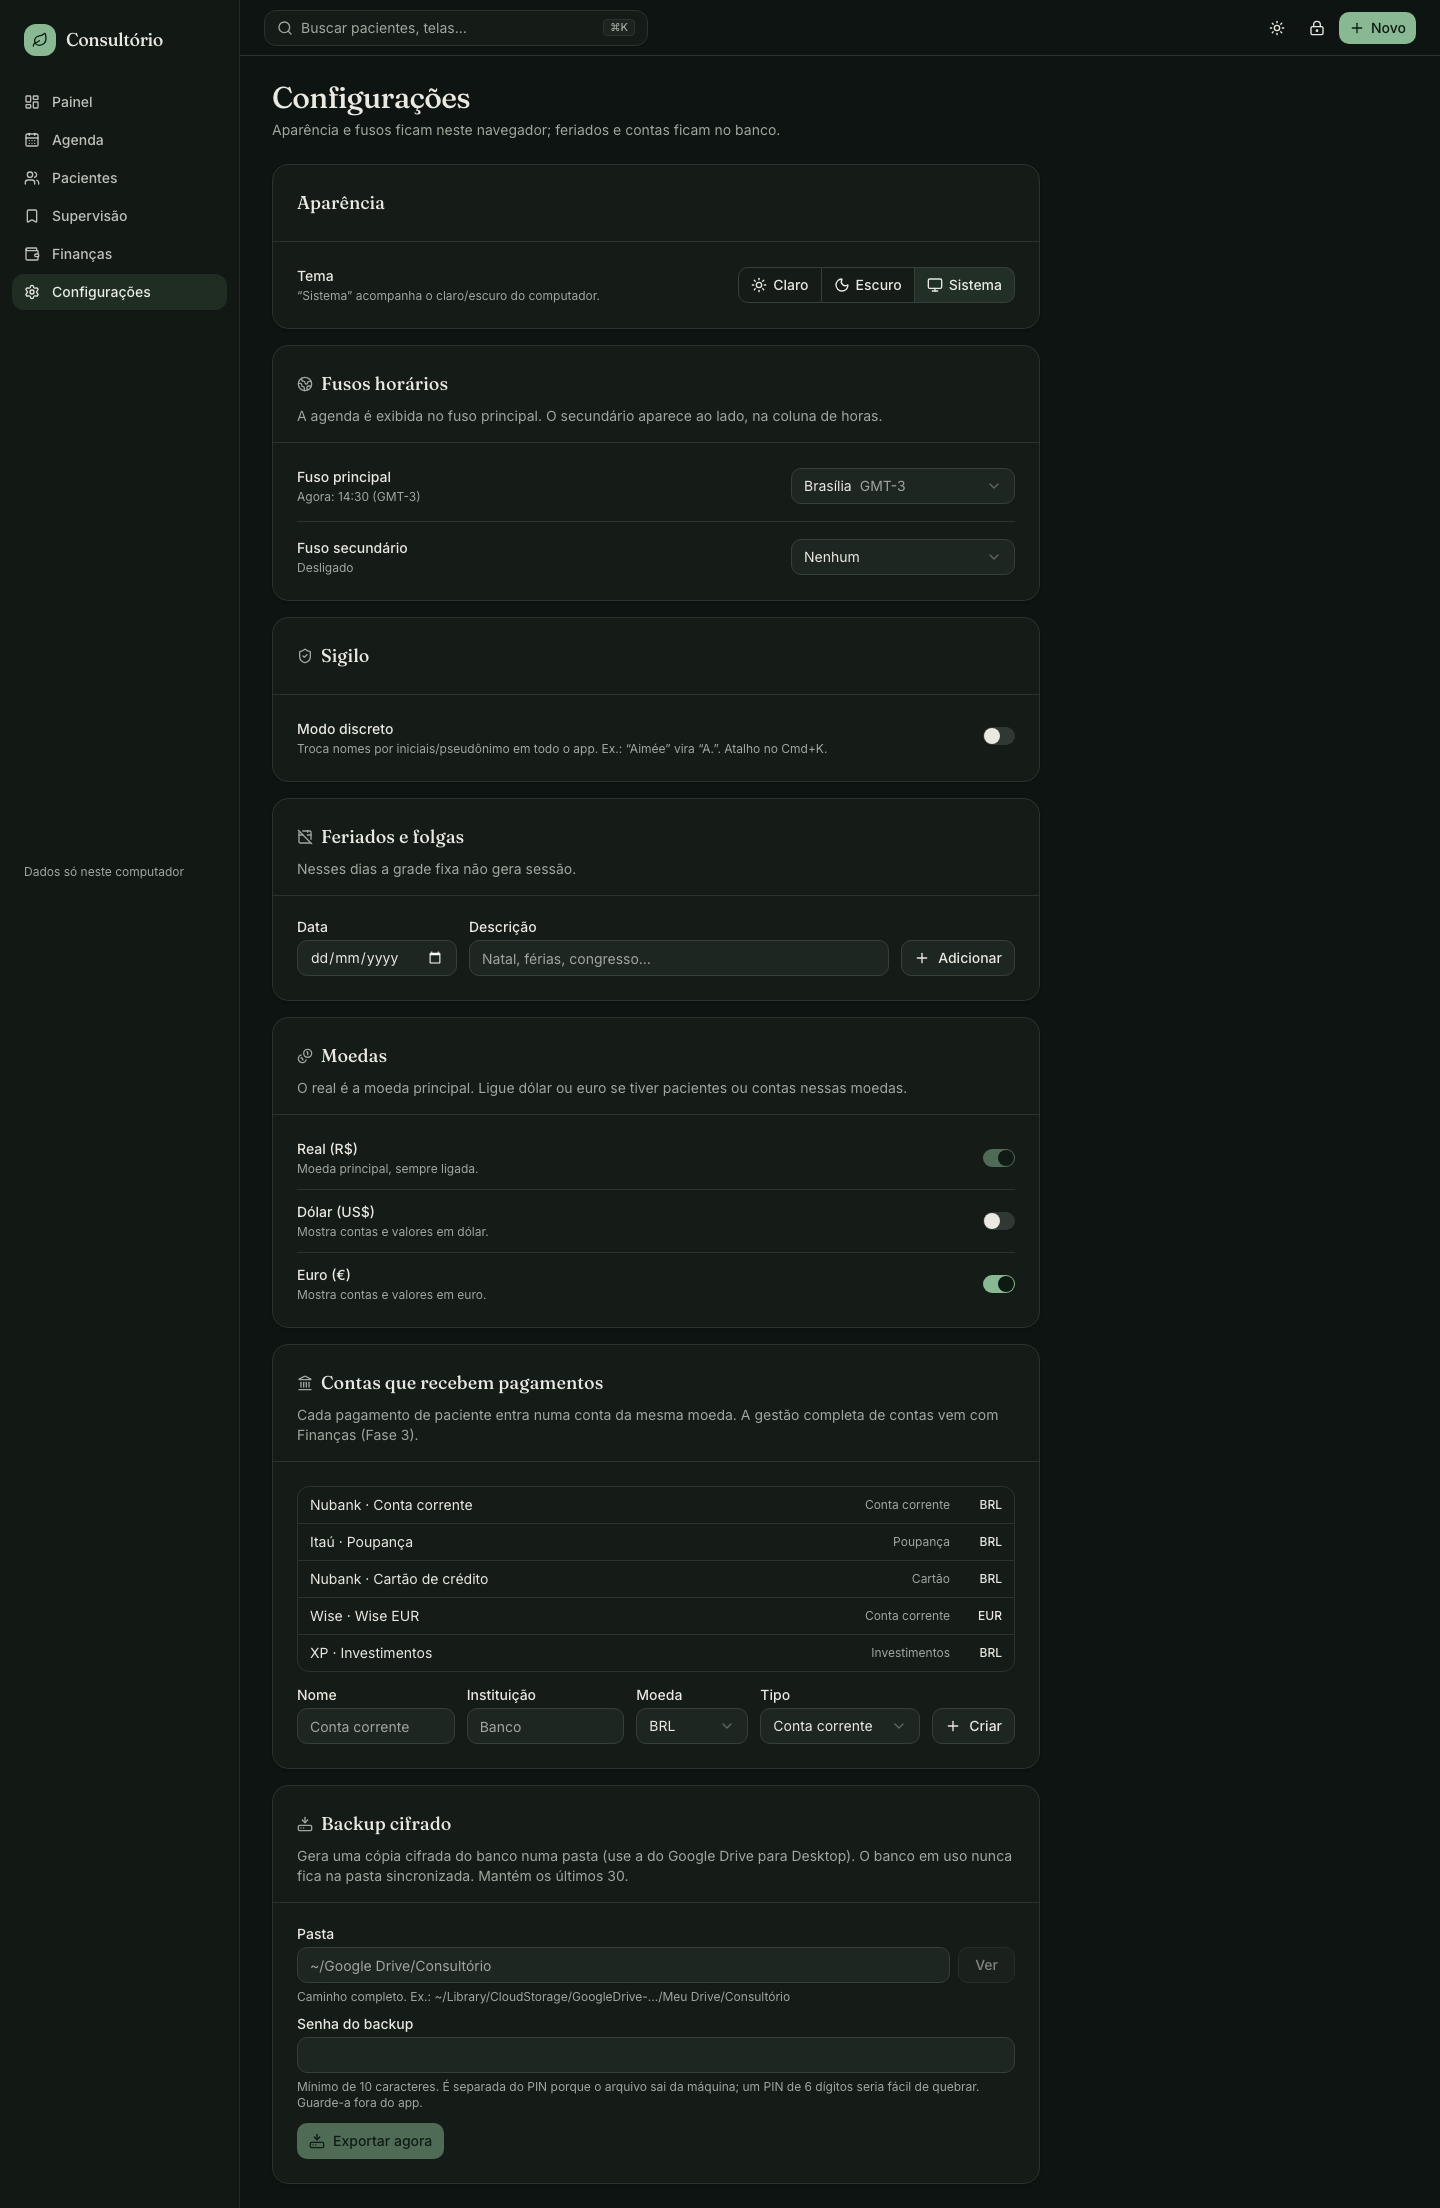 Consultório
Buscar pacientes, telas...
⌘K
Novo
Painel
Agenda
Pacientes
Supervisão
Finanças
Configurações
Dados só neste computador
Configurações
Aparência e fusos ficam neste navegador; feriados e contas ficam no banco.
Aparência
Tema
“Sistema” acompanha o claro/escuro do computador.
Claro
Escuro
Sistema
Fusos horários
A agenda é exibida no fuso principal. O secundário aparece ao lado, na coluna de horas.
Fuso principal
Agora: 14:30 (GMT-3)
Brasília GMT-3
Fuso secundário
Desligado
Nenhum
Sigilo
Modo discreto
Troca nomes por iniciais/pseudônimo em todo o app. Ex.: “Aimée” vira “A.”. Atalho no Cmd+K.
Feriados e folgas
Nesses dias a grade fixa não gera sessão.
Data
Descrição
dd/mm/yyyy
Natal, férias, congresso...
Adicionar
Moedas
O real é a moeda principal. Ligue dólar ou euro se tiver pacientes ou contas nessas moedas.
Real (R$)
Moeda principal, sempre ligada.
Dólar (US$)
Mostra contas e valores em dólar.
Euro (€)
Mostra contas e valores em euro.
Contas que recebem pagamentos
Cada pagamento de paciente entra numa conta da mesma moeda. A gestão completa de contas vem com
Finanças (Fase 3).
Nubank · Conta corrente Conta corrente BRL
Itaú · Poupança Poupança BRL
Nubank · Cartão de crédito Cartão BRL
Wise · Wise EUR Conta corrente EUR
XP · Investimentos Investimentos BRL
Nome Instituição Moeda Tipo
Conta corrente Banco BRL Conta corrente Criar
Backup cifrado
Gera uma cópia cifrada do banco numa pasta (use a do Google Drive para Desktop). O banco em uso nunca
fica na pasta sincronizada. Mantém os últimos 30.
Pasta
~/Google Drive/Consultório
Ver
Caminho completo. Ex.: ~/Library/CloudStorage/GoogleDrive-.../Meu Drive/Consultório
Senha do backup
Mínimo de 10 caracteres. É separada do PIN porque o arquivo sai da máquina; um PIN de 6 dígitos seria fácil de quebrar.
Guarde-a fora do app.
Exportar agora